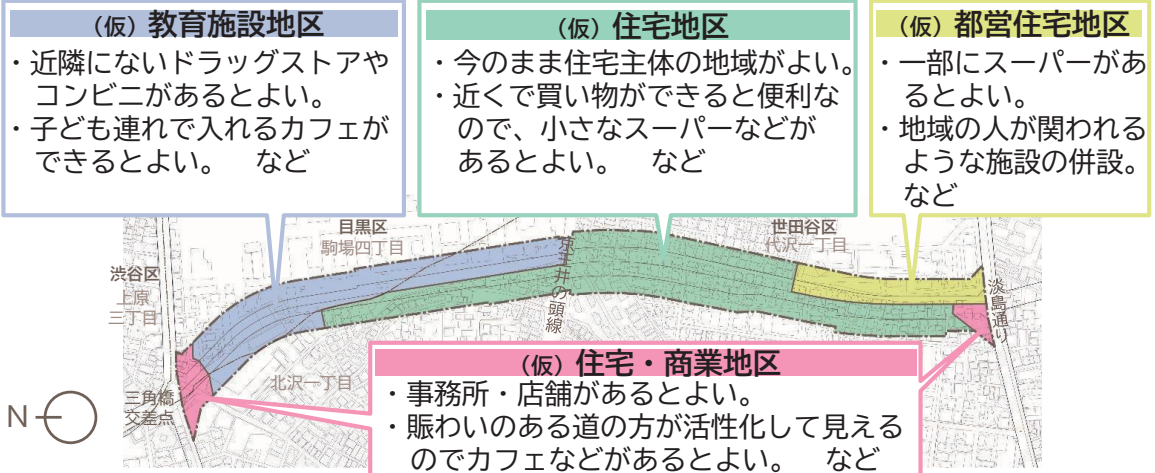 (仮) 教育施設地区
・近隣にないドラッグストアや
コンビニがあるとよい。
・子ども連れで入れるカフェが
できるとよい。 など
(仮) 住宅地区
・今のまま住宅主体の地域がよい。
・近くで買い物ができると便利な
ので、小さなスーパーなどが
あるとよい。 など
(仮) 都営住宅地区
・一部にスーパーがあ
るとよい。
・地域の人が関われる
ような施設の併設。
など
目黒区
駒場四丁目
世田谷区
代沢一丁目
渋谷区
上原
三丁目
京王井の頭線
淡島通り
北沢一丁目
三角橋
交差点
N
(仮) 住宅・商業地区
・事務所・店舗があるとよい。
・賑わいのある道の方が活性化して見える
のでカフェなどがあるとよい。 など